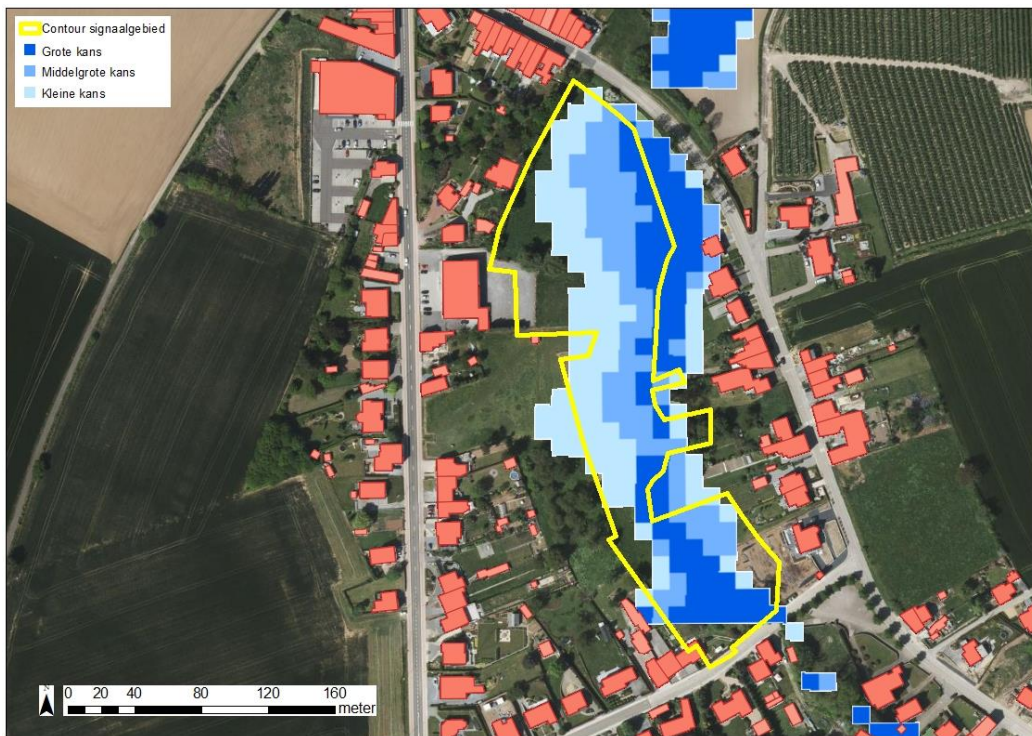 Contour signaalgebied
Grote kans
Middelgrote kans
Kleine kans
0 20 40 80 120 160
meter